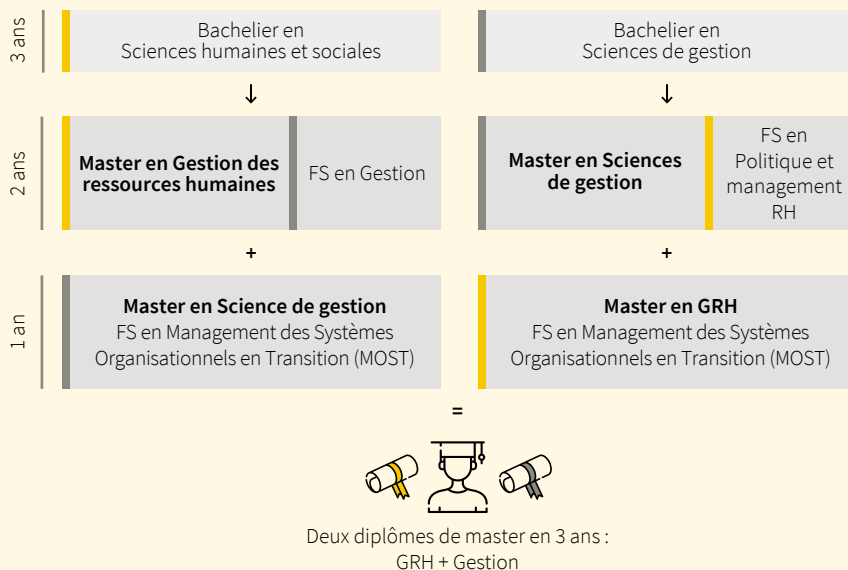 3 ans
Bachelier en
Sciences humaines et sociales
Bachelier en
Sciences de gestion
↓
↓
2 ans
Master en Gestion des
ressources humaines
FS en Gestion
Master en Sciences
de gestion
FS en
Politique et
management
RH
+
+
1 an
Master en Science de gestion
FS en Management des Systèmes
Organisationnels en Transition (MOST)
Master en GRH
FS en Management des Systèmes
Organisationnels en Transition (MOST)
=
Deux diplômes de master en 3 ans :
GRH + Gestion